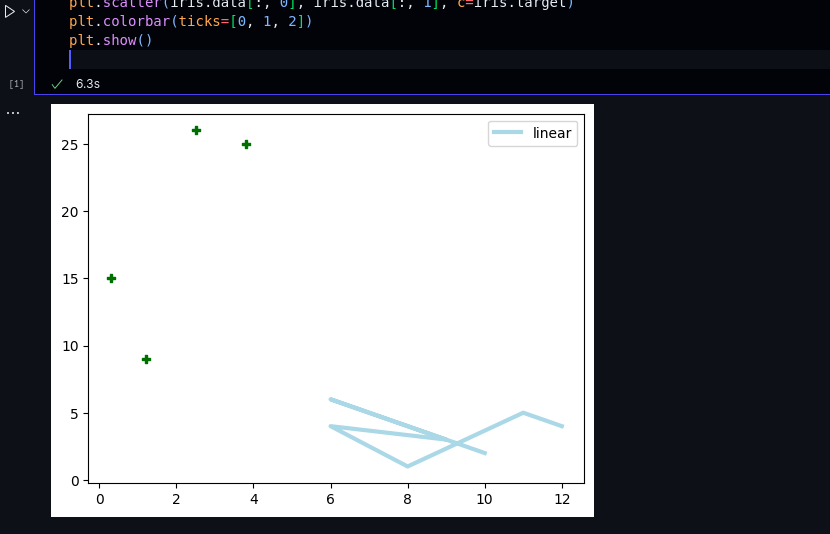 plt.scatter(iris.data[:, 0], iris.data[:, 1], c=iris.target)
plt.colorbar(ticks=[0, 1, 2])
plt.show()
[1]
6.3s
...
linear
25
20
15
10
5
0
0 2 4 6 8 10 12